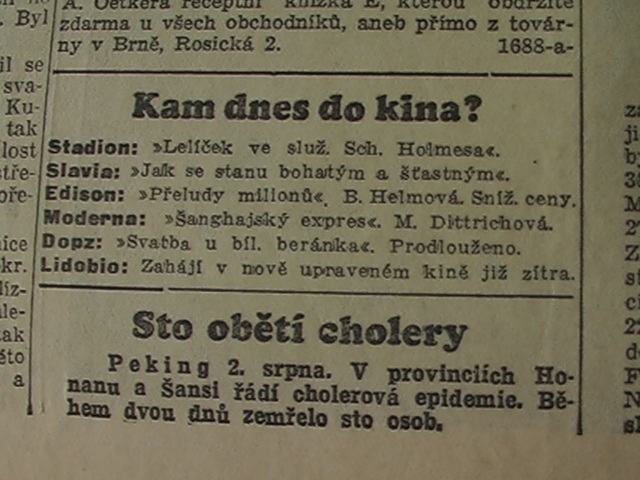 A. Oetkera receptní knížka E, kterou obdržíte
zdarma u všech obchodníků, aneb přímo z továr-
ny v Brně, Rosická 2. 1688-a-
Kam dnes do kina?
Stadion: »Lelíček ve služ. Sch. Holmesa«.
Slavia: »Jak se stanu bohatým a šťastným«.
Edison: »Přeludy milionů«. B. Helmová. Sníž. ceny.
Moderna: »Šanghajský expres«. M. Dittrichová.
Dopz: »Svatba u bíl. beránka«. Prodlouženo.
Lidobio: Zahájí v nově upraveném kině již zítra.
Sto obětí cholery
Peking 2. srpna. V provinciích Ho-
nanu a Šansi řádí cholerová epidemie. Bě-
hem dvou dnů zemřelo sto osob.